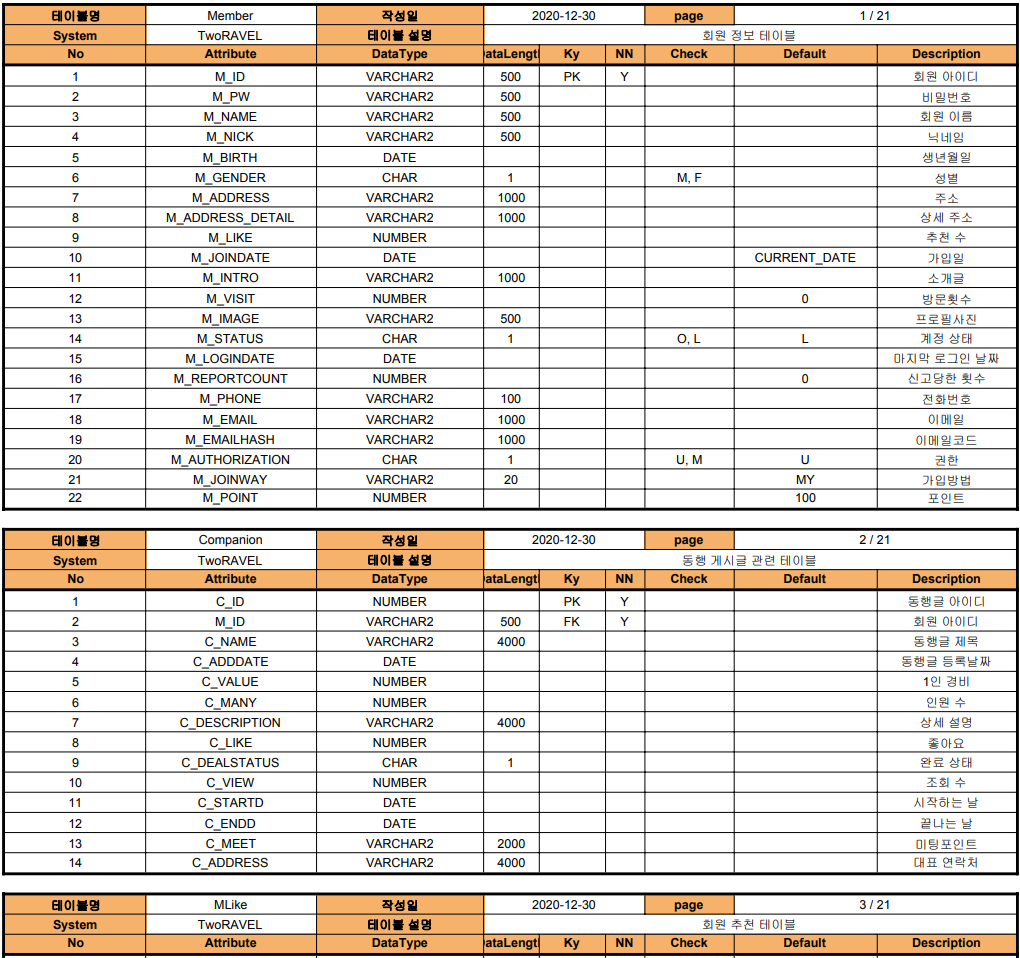 테이블명 Member 작성일 2020-12-30 page 1 / 21
System TwoRAVEL 테이블 설명 회원 정보 테이블
No Attribute DataType DataLengtl Ky NN Check Default Description
1 M_ID VARCHAR2 500 PK Y 회원 아이디
2 M_PW VARCHAR2 500 비밀번호
3 M_NAME VARCHAR2 500 회원 이름
4 M_NICK VARCHAR2 500 닉네임
5 M_BIRTH DATE 생년월일
6 M_GENDER CHAR 1 M, F 성별
7 M_ADDRESS VARCHAR2 1000 주소
8 M_ADDRESS_DETAIL VARCHAR2 1000 상세 주소
9 M_LIKE NUMBER 추천 수
10 M_JOINDATE DATE CURRENT_DATE 가입일
11 M_INTRO VARCHAR2 1000 소개글
12 M_VISIT NUMBER 0 방문횟수
13 M_IMAGE VARCHAR2 500 프로필사진
14 M_STATUS CHAR 1 O, L L 계정 상태
15 M_LOGINDATE DATE 마지막 로그인 날짜
16 M_REPORTCOUNT NUMBER 0 신고당한 횟수
17 M_PHONE VARCHAR2 100 전화번호
18 M_EMAIL VARCHAR2 1000 이메일
19 M_EMAILHASH VARCHAR2 1000 이메일코드
20 M_AUTHORIZATION CHAR 1 U, M U 권한
21 M_JOINWAY VARCHAR2 20 MY 가입방법
22 M_POINT NUMBER 100 포인트
테이블명 Companion 작성일 2020-12-30 page 2 / 21
System TwoRAVEL 테이블 설명 동행 게시글 관련 테이블
No Attribute DataType DataLengtl Ky NN Check Default Description
1 C_ID NUMBER PK Y 동행글 아이디
2 M_ID VARCHAR2 500 FK Y 회원 아이디
3 C_NAME VARCHAR2 4000 동행글 제목
4 C_ADDDATE DATE 동행글 등록날짜
5 C_VALUE NUMBER 1인 경비
6 C_MANY NUMBER 인원 수
7 C_DESCRIPTION VARCHAR2 4000 상세 설명
8 C_LIKE NUMBER 좋아요
9 C_DEALSTATUS CHAR 1 완료 상태
10 C_VIEW NUMBER 조회 수
11 C_STARTD DATE 시작하는 날
12 C_ENDD DATE 끝나는 날
13 C_MEET VARCHAR2 2000 미팅포인트
14 C_ADDRESS VARCHAR2 4000 대표 연락처
테이블명 MLike 작성일 2020-12-30 page 3 / 21
System TwoRAVEL 테이블 설명 회원 추천 테이블
No Attribute DataType DataLengtl Ky NN Check Default Description